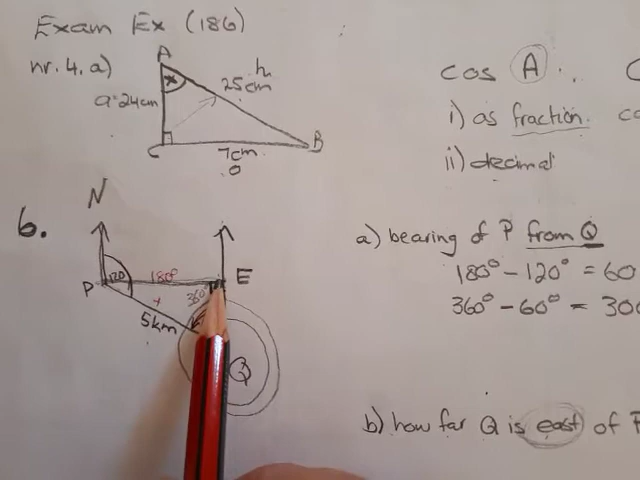 Exam Ex (186)
nr. 4. a)
A
x
h
25cm
a 24cm
C
7cm
B
o
cos A
i) as fraction.
ii) decimal
6.
N
120
180°
P
E
+
360°
5km
Q
a) bearing of P from Q
180° - 120° = 60
360° - 60° = 300
b) how far Q is east of P